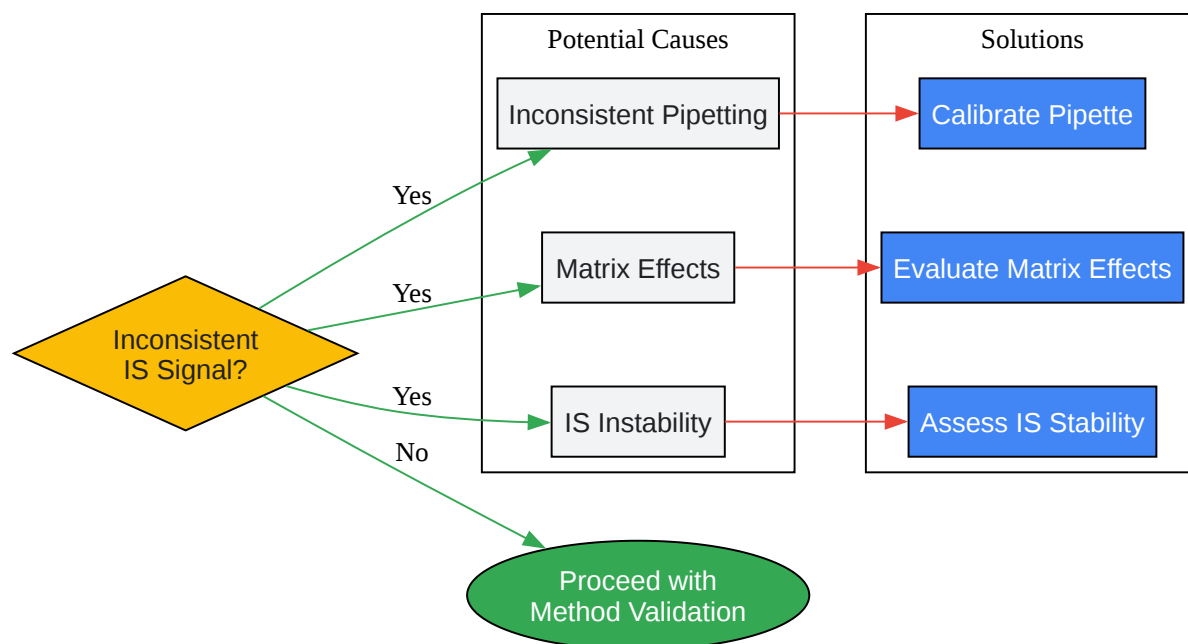 Potential Causes
Solutions
Inconsistent Pipetting
Calibrate Pipette
Yes
Matrix Effects
Evaluate Matrix Effects
Yes
Inconsistent
IS Signal?
Yes
IS Instability
Assess IS Stability
No
Proceed with
Method Validation